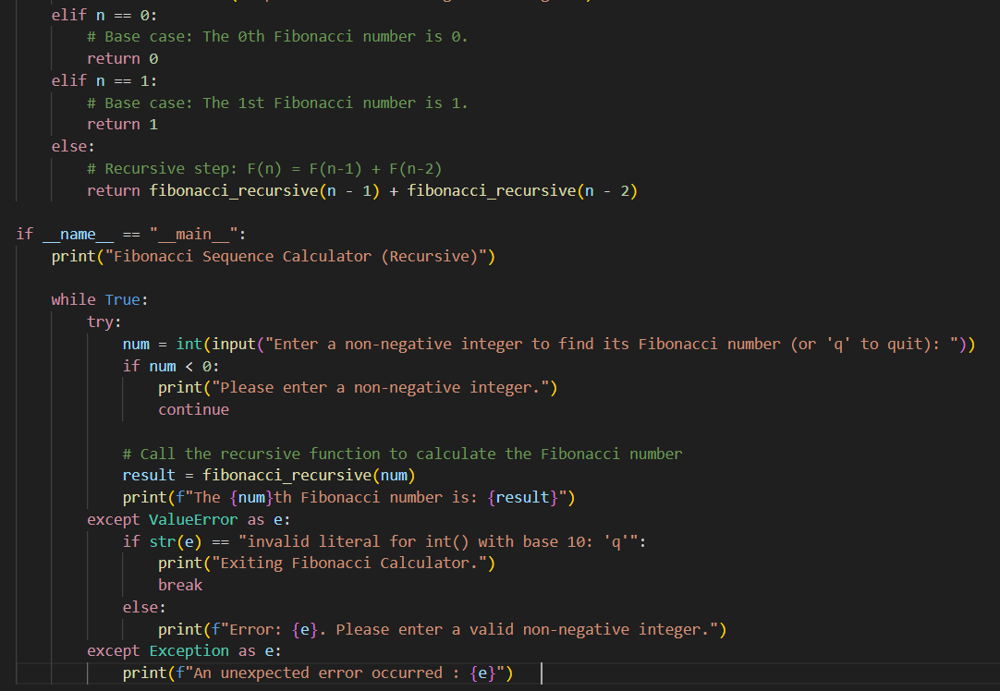 elif n == 0:
        # Base case: The 0th Fibonacci number is 0.
        return 0
    elif n == 1:
        # Base case: The 1st Fibonacci number is 1.
        return 1
    else:
        # Recursive step: F(n) = F(n-1) + F(n-2)
        return fibonacci_recursive(n - 1) + fibonacci_recursive(n - 2)
if __name__ == "__main__":
    print("Fibonacci Sequence Calculator (Recursive)")
    while True:
        try:
            num = int(input("Enter a non-negative integer to find its Fibonacci number (or 'q' to quit): "))
            if num < 0:
                print("Please enter a non-negative integer.")
                continue
            # Call the recursive function to calculate the Fibonacci number
            result = fibonacci_recursive(num)
            print(f"The {num}th Fibonacci number is: {result}")
        except ValueError as e:
            if str(e) == "invalid literal for int() with base 10: 'q'":
                print("Exiting Fibonacci Calculator.")
                break
            else:
                print(f"Error: {e}. Please enter a valid non-negative integer.")
        except Exception as e:
            print(f"An unexpected error occurred : {e}")